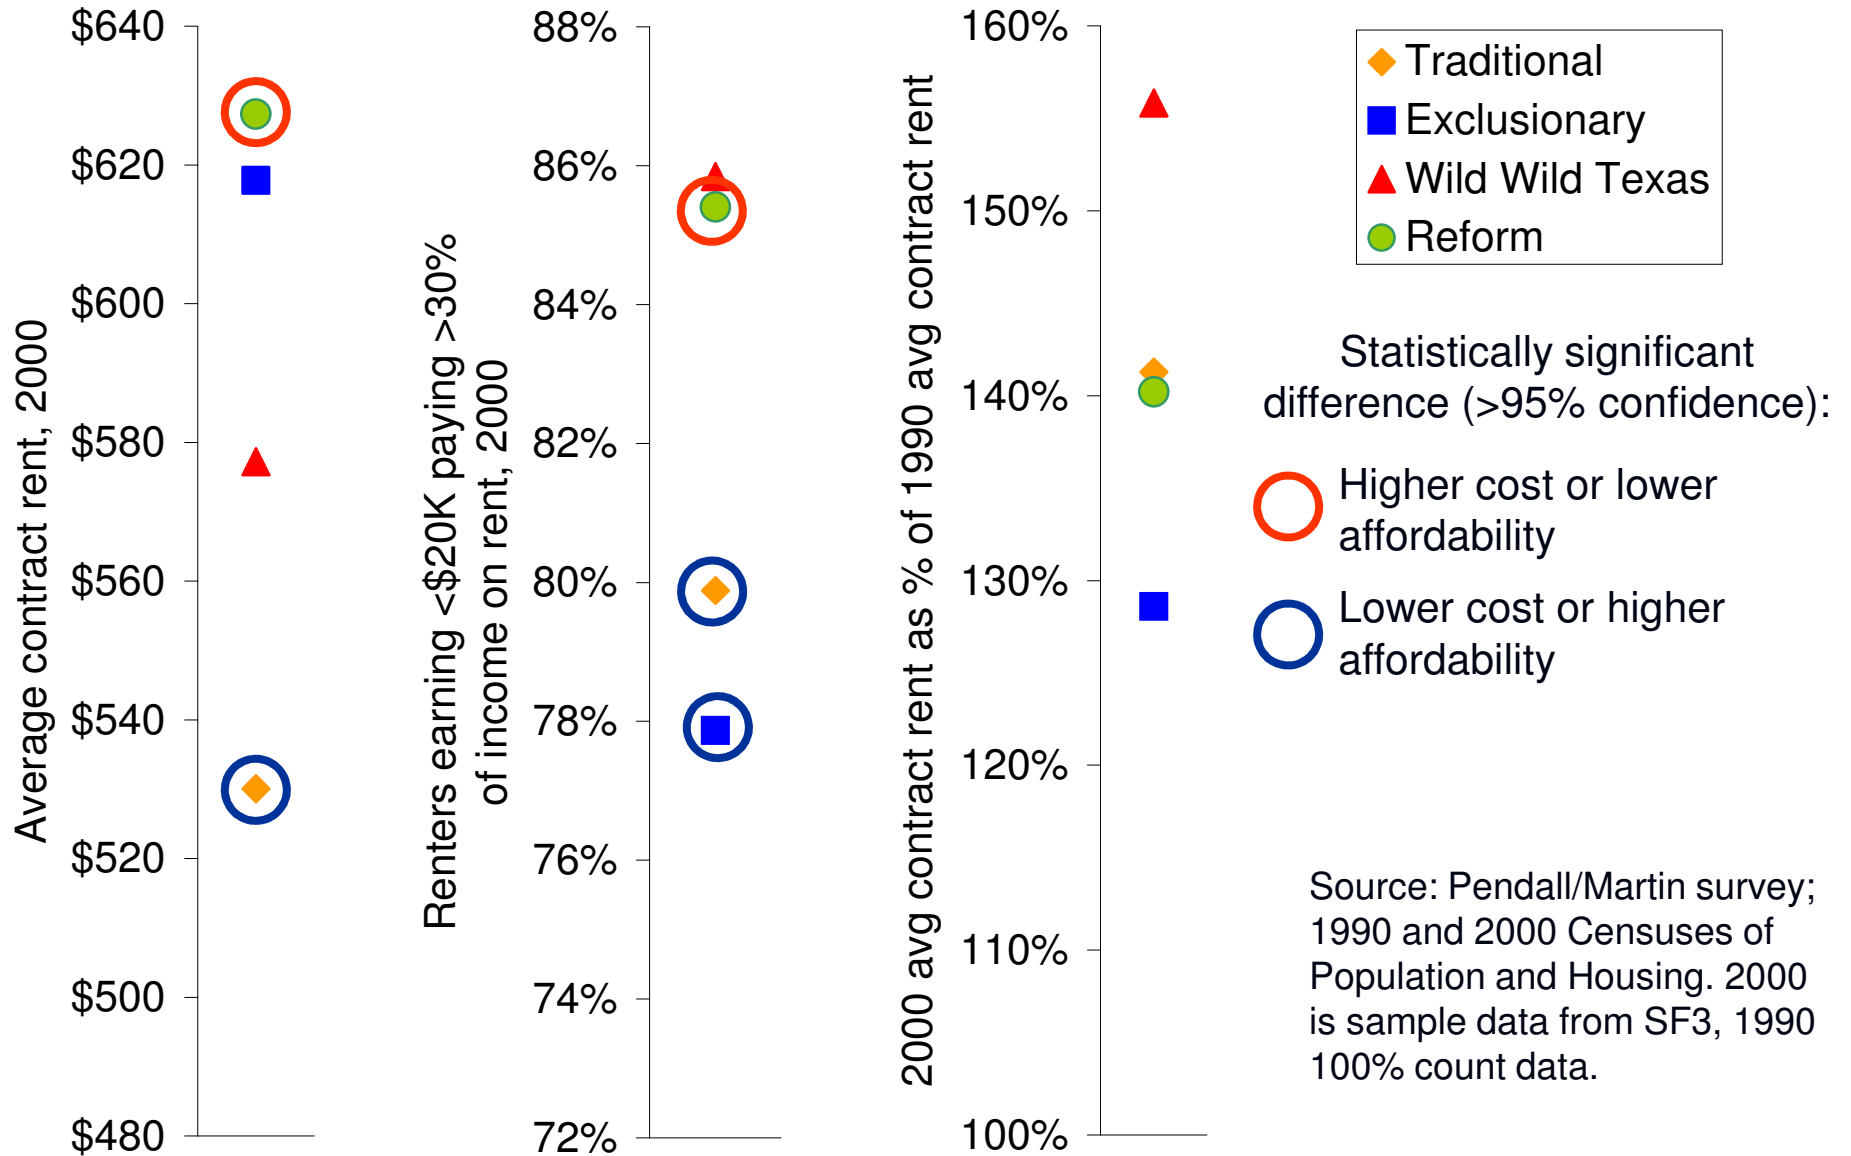 $640
$620
$600
$580
$560
$540
$520
$500
$480
Average contract rent, 2000
88%
86%
84%
82%
80%
78%
76%
74%
72%
Renters earning <$20K paying >30%
of income on rent, 2000
160%
150%
140%
130%
120%
110%
100%
2000 avg contract rent as % of 1990 avg contract rent
Traditional
Exclusionary
Wild Wild Texas
Reform
Statistically significant
difference (>95% confidence):
Higher cost or lower
affordability
Lower cost or higher
affordability
Source: Pendall/Martin survey;
1990 and 2000 Censuses of
Population and Housing. 2000
is sample data from SF3, 1990
100% count data.